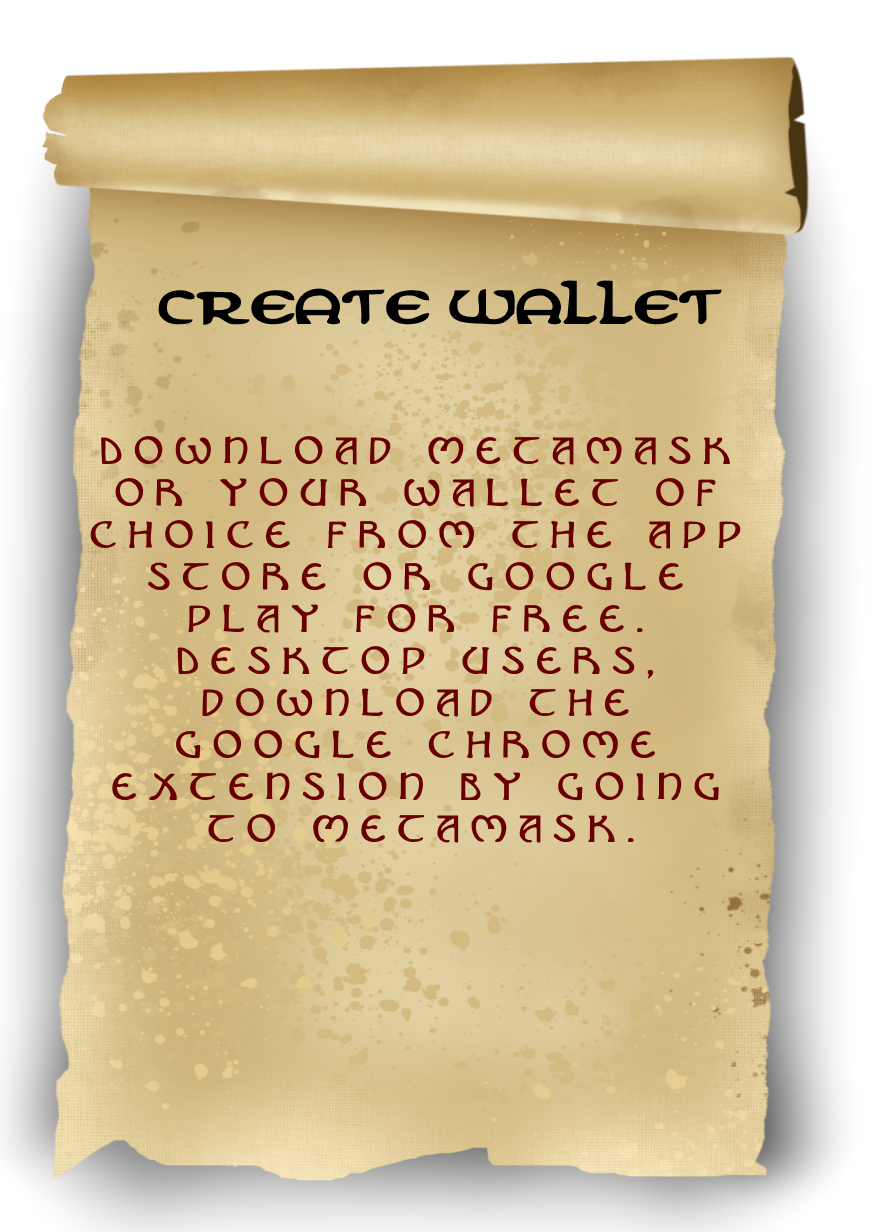 CREATE WALLET
DOWNLOAD METAMASK
OR YOUR WALLET OF
CHOICE FROM THE APP
STORE OR GOOGLE
PLAY FOR FREE.
DESKTOP USERS,
DOWNLOAD THE
GOOGLE CHROME
EXTENSION BY GOING
TO METAMASK.